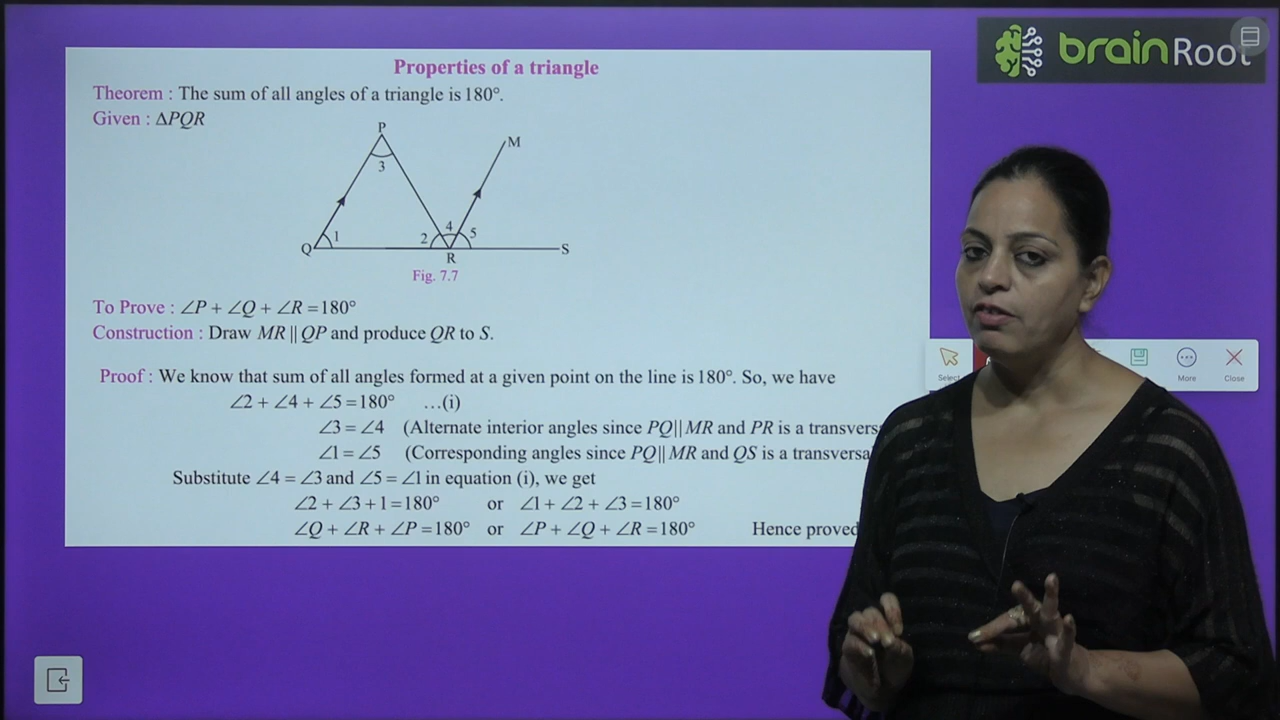 brainRoot
Properties of a triangle
Theorem : The sum of all angles of a triangle is 180°.
Given : ΔPQR
P
M
3
Q
1
2
4
5
R
S
Fig. 7.7
To Prove : ∠P + ∠Q + ∠R = 180°
Construction : Draw MR || QP and produce QR to S.
Proof : We know that sum of all angles formed at a given point on the line is 180°. So, we have
∠2 + ∠4 + ∠5 = 180° …(i)
∠3 = ∠4 (Alternate interior angles since PQ || MR and PR is a
∠1 = ∠5 (Corresponding angles since PQ || MR and QS is a
Substitute ∠4 = ∠3 and ∠5 = ∠1 in equation (i), we get
∠2 + ∠3 + 1 = 180° or ∠1 + ∠2 + ∠3 = 180°
∠Q + ∠R + ∠P = 180° or ∠P + ∠Q + ∠R = 180° Hence proved
Select
More
Close